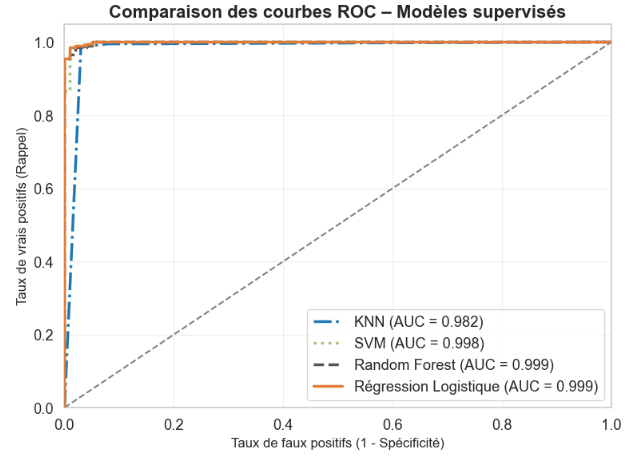 Comparaison des courbes ROC – Modèles supervisés
Taux de vrais positifs (Rappel)
1.0
0.8
0.6
0.4
0.2
0.0
KNN (AUC = 0.982)
SVM (AUC = 0.998)
Random Forest (AUC = 0.999)
Régression Logistique (AUC = 0.999)
0.0 0.2 0.4 0.6 0.8 1.0
Taux de faux positifs (1 - Spécificité)